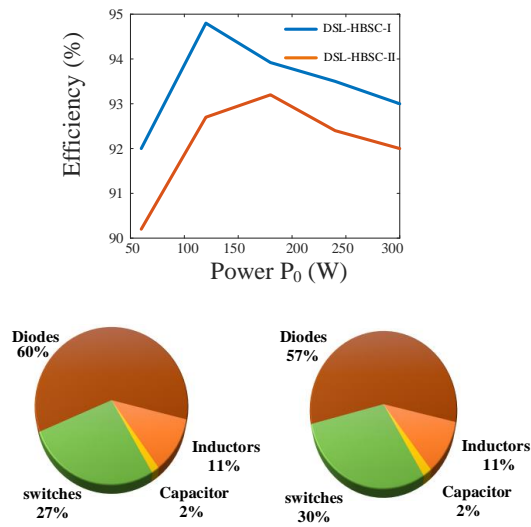 95
94
93
92
91
90
Efficiency (%)
DSL-HBSC-I
DSL-HBSC-II
50 100 150 200 250 300
Power P₀ (W)
Diodes
60%
Inductors
11%
Capacitor
2%
switches
27%
Diodes
57%
Inductors
11%
Capacitor
2%
switches
30%